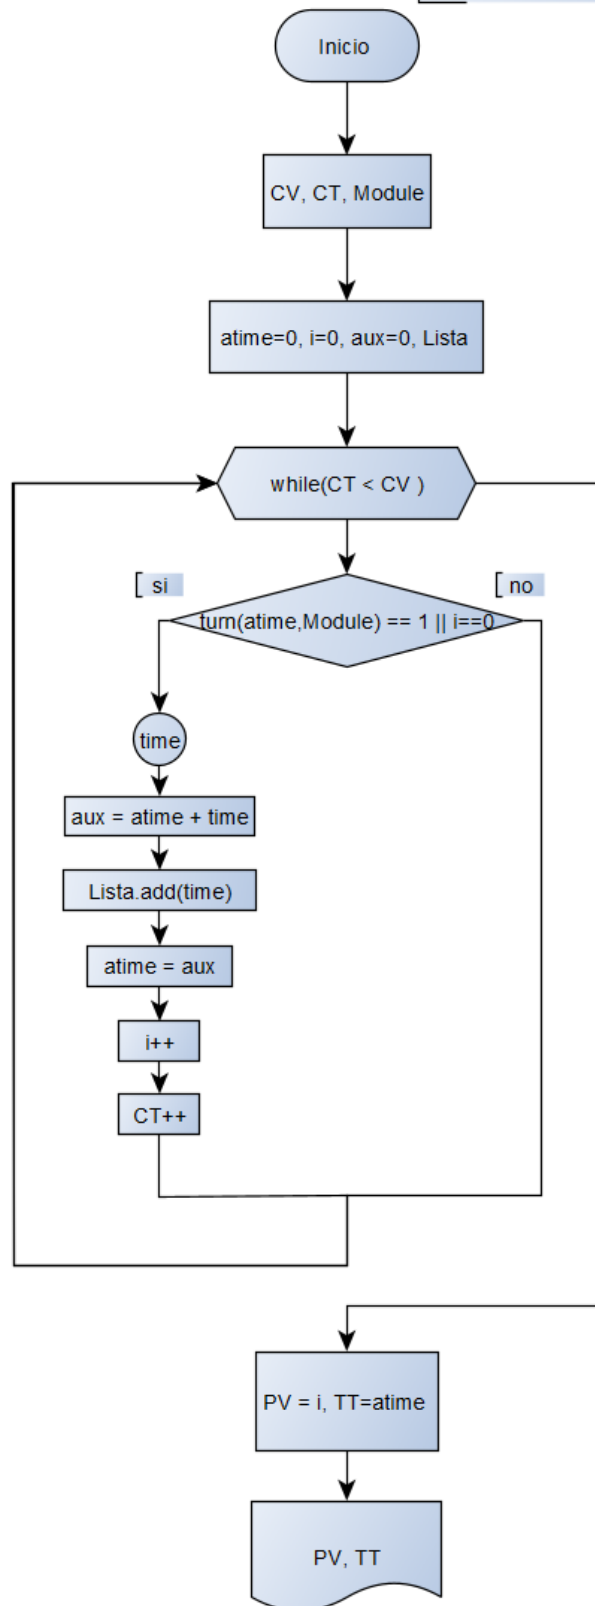 Inicio
CV, CT, Module
atime=0, i=0, aux=0, Lista
while(CT < CV )
si
no
turn(atime,Module) == 1 || i==0
time
aux = atime + time
Lista.add(time)
atime = aux
i++
CT++
PV = i, TT=atime
PV, TT